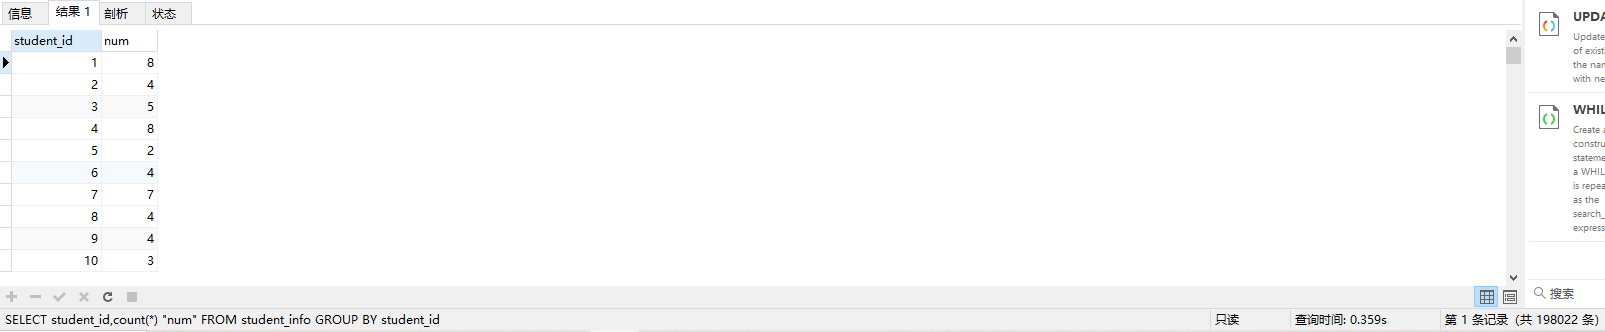 信息 结果 1 剖析 状态
student_id num
1 8
2 4
3 5
4 8
5 2
6 4
7 7
8 4
9 4
10 3
UPDA
Update
of existi
the nam
with ne
WHIL
Create a
constru
stateme
a WHIL
is repea
as the
search_
express
搜索
SELECT student_id,count(*) "num" FROM student_info GROUP BY student_id 只读 查询时间: 0.359s 第 1 条记录 (共 198022 条)